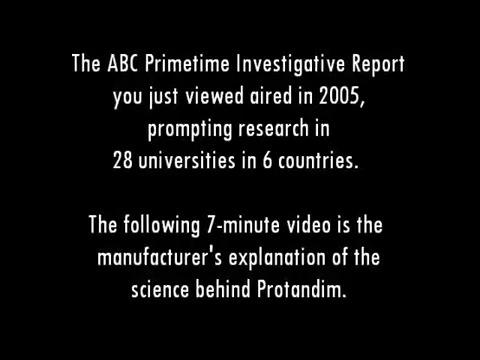 The ABC Primetime Investigative Report
you just viewed aired in 2005,
prompting research in
28 universities in 6 countries.
The following 7-minute video is the
manufacturer's explanation of the
science behind Protandim.